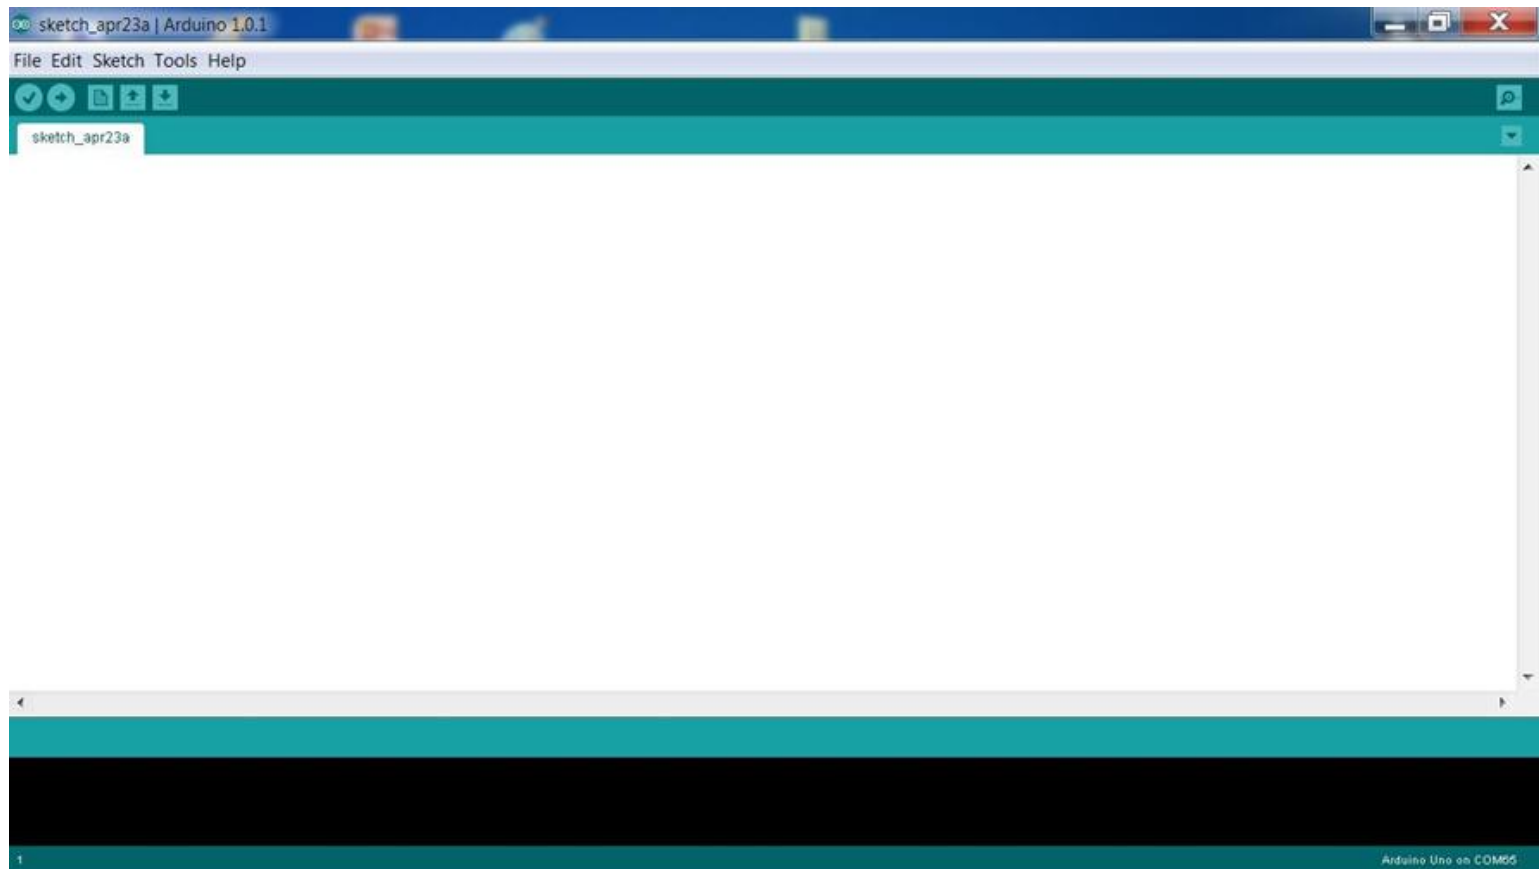 sketch_apr23a | Arduino 1.0.1
File Edit Sketch Tools Help
sketch_apr23a
1
Arduino Uno on COM65